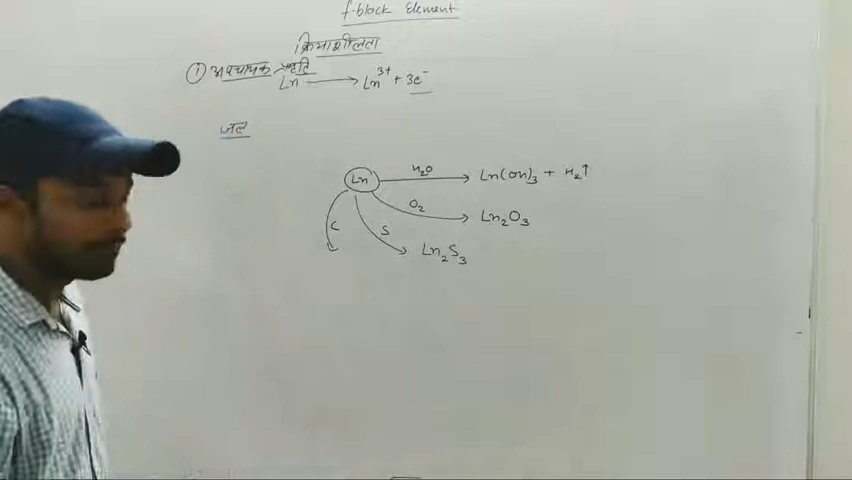 f-block Element
क्रियाशीलता
① अपचायक प्रवृति
Ln → Ln³⁺ + 3e⁻
जल
Ln H₂O → Ln(OH)₃ + H₂↑
O₂ → Ln₂O₃
S → Ln₂S₃
C